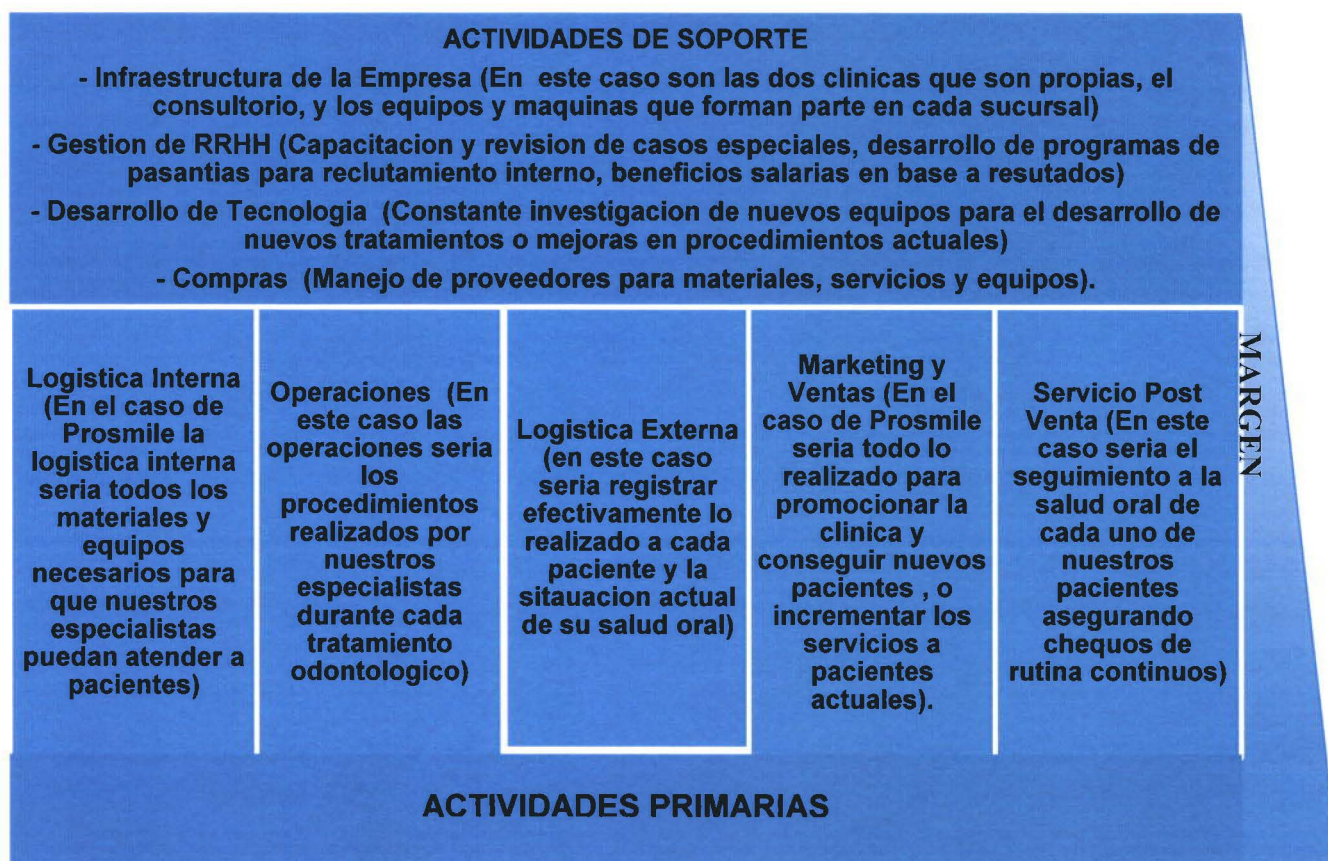 ACTIVIDADES DE SOPORTE
- Infraestructura de la Empresa (En este caso son las dos clinicas que son propias, el
consultorio, y los equipos y maquinas que forman parte en cada sucursal)
- Gestion de RRHH (Capacitacion y revision de casos especiales, desarrollo de programas de
pasantias para reclutamiento interno, beneficios salarias en base a resutados)
- Desarrollo de Tecnologia (Constante investigacion de nuevos equipos para el desarrollo de
nuevos tratamientos o mejoras en procedimientos actuales)
- Compras (Manejo de proveedores para materiales, servicios y equipos).
Logistica Interna
(En el caso de
Prosmile la
logistica interna
seria todos los
materiales y
equipos
necesarios para
que nuestros
especialistas
puedan atender a
pacientes)
Operaciones (En
este caso las
operaciones seria
los
procedimientos
realizados por
nuestros
especialistas
durante cada
tratamiento
odontologico)
Logistica Externa
(en este caso
seria registrar
efectivamente lo
realizado a cada
paciente y la
sitauacion actual
de su salud oral)
Marketing y
Ventas (En el
caso de Prosmile
seria todo lo
realizado para
promocionar la
clinica y
conseguir nuevos
pacientes , o
incrementar los
servicios a
pacientes
actuales).
Servicio Post
Venta (En este
caso seria el
seguimiento a la
salud oral de
cada uno de
nuestros
pacientes
asegurando
chequos de
rutina continuos)
MARGEN
ACTIVIDADES PRIMARIAS